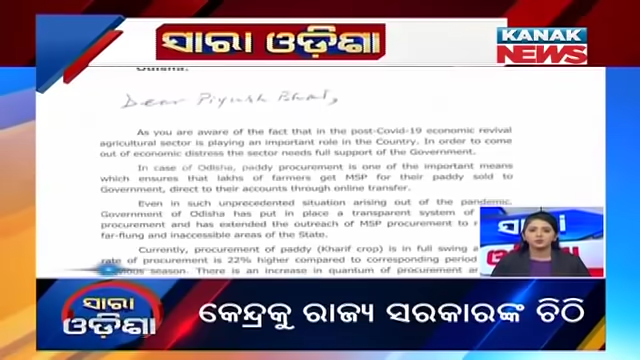 ସାରା ଓଡ଼ିଶା
KANAK
NEWS
Odisha.
Dear Piyush Bhai,
As you are aware of the fact that in the post-Covid-19 economic revival
agricultural sector is playing an important role in the Country. In order to come
out of economic distress the sector needs full support of the Government.
In case of Odisha, paddy procurement is one of the important means
which ensures that lakhs of farmers get MSP for their paddy sold to
Government, direct to their accounts through online transfer.
Even in such unprecedented situation arising out of the pandemic,
Government of Odisha has put in place a transparent system of
procurement and has extended the outreach of MSP procurement to
far-flung and inaccessible areas of the State.
Currently, procurement of paddy (Kharif crop) is in full swing
rate of procurement is 22% higher compared to corresponding period
season. There is an increase in quantum of procurement
ସାରା
ଓଡ଼ିଶା
କେନ୍ଦ୍ରକୁ ରାଜ୍ୟ ସରକାରଙ୍କ ଚିଠି